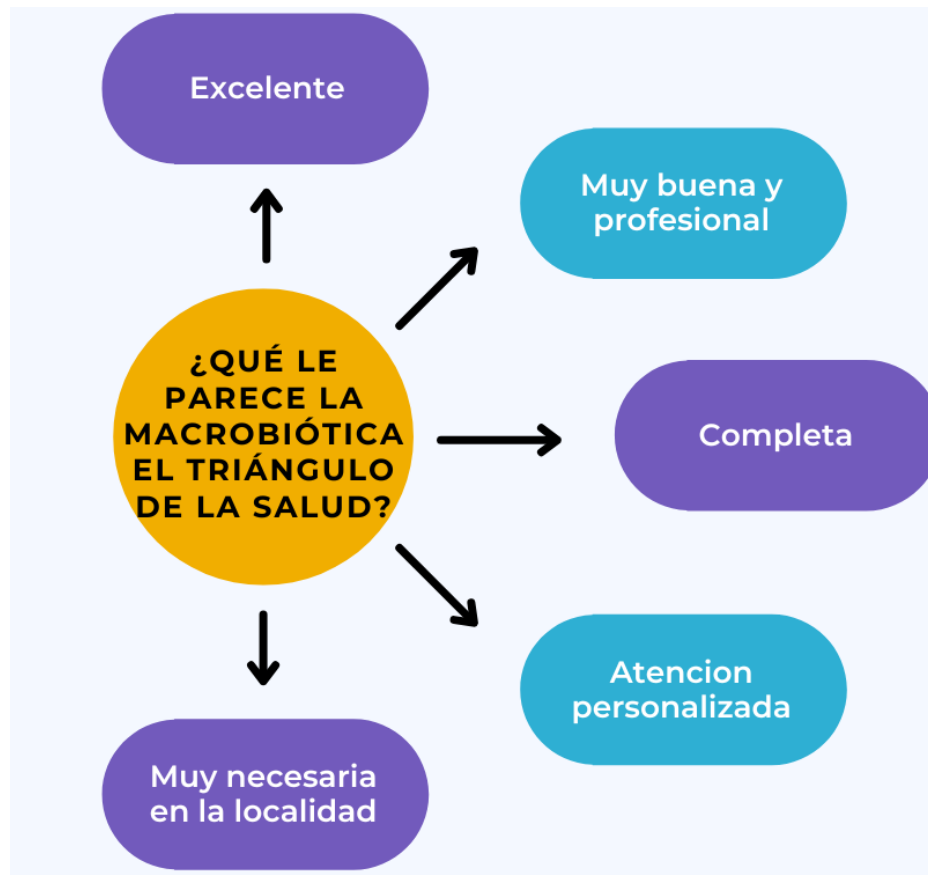 Excelente
Muy buena y
profesional
¿QUÉ LE
PARECE LA
MACROBIÓTICA
EL TRIÁNGULO
DE LA SALUD?
Completa
Atencion
personalizada
Muy necesaria
en la localidad